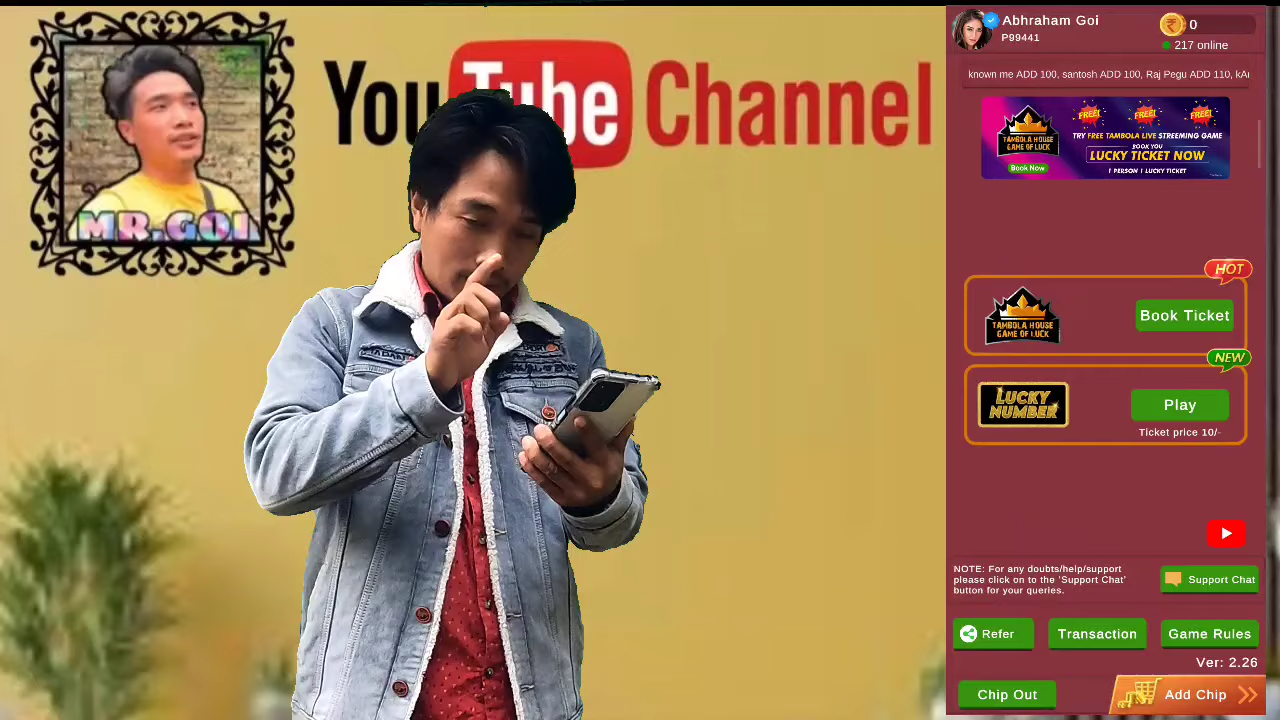 YouTube Channel
MR.GOI
Abhraham Goi
P99441
0
217 online
known me ADD 100, santosh ADD 100, Raj Pegu ADD 110,
FREE! FREE! FREE!
TAMBOLA HOUSE
GAME OF LUCK
Book Now
TRY FREE TAMBOLA LIVE STREEMING GAME
BOOK YOU
LUCKY TICKET NOW
1 PERSON 1 LUCKY TICKET
HOT
TAMBOLA HOUSE
GAME OF LUCK
Book Ticket
NEW
LUCKY
NUMBER
Play
Ticket price 10/-
NOTE: For any doubts/help/support
please click on to the 'Support Chat'
button for your queries.
Support Chat
Refer
Transaction
Game Rules
Ver: 2.26
Chip Out
Add Chip